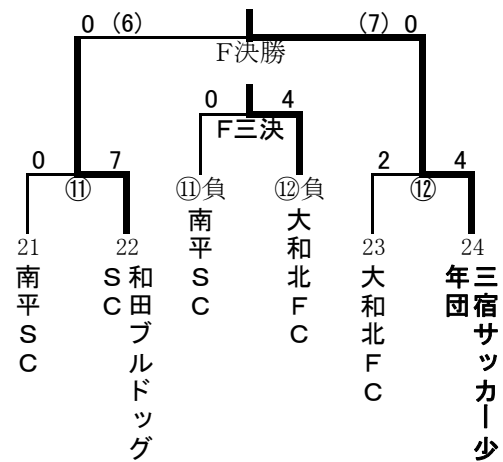 0 (6) (7) 0
F決勝
0 4
F三決
0 7 2 4
⑪ ⑪負 ⑫負 ⑫
21 22 23 24
南平SC
和田ブルドッグ
SC
南平SC
大和北FC
大和北FC
三宿サッカー少
年団